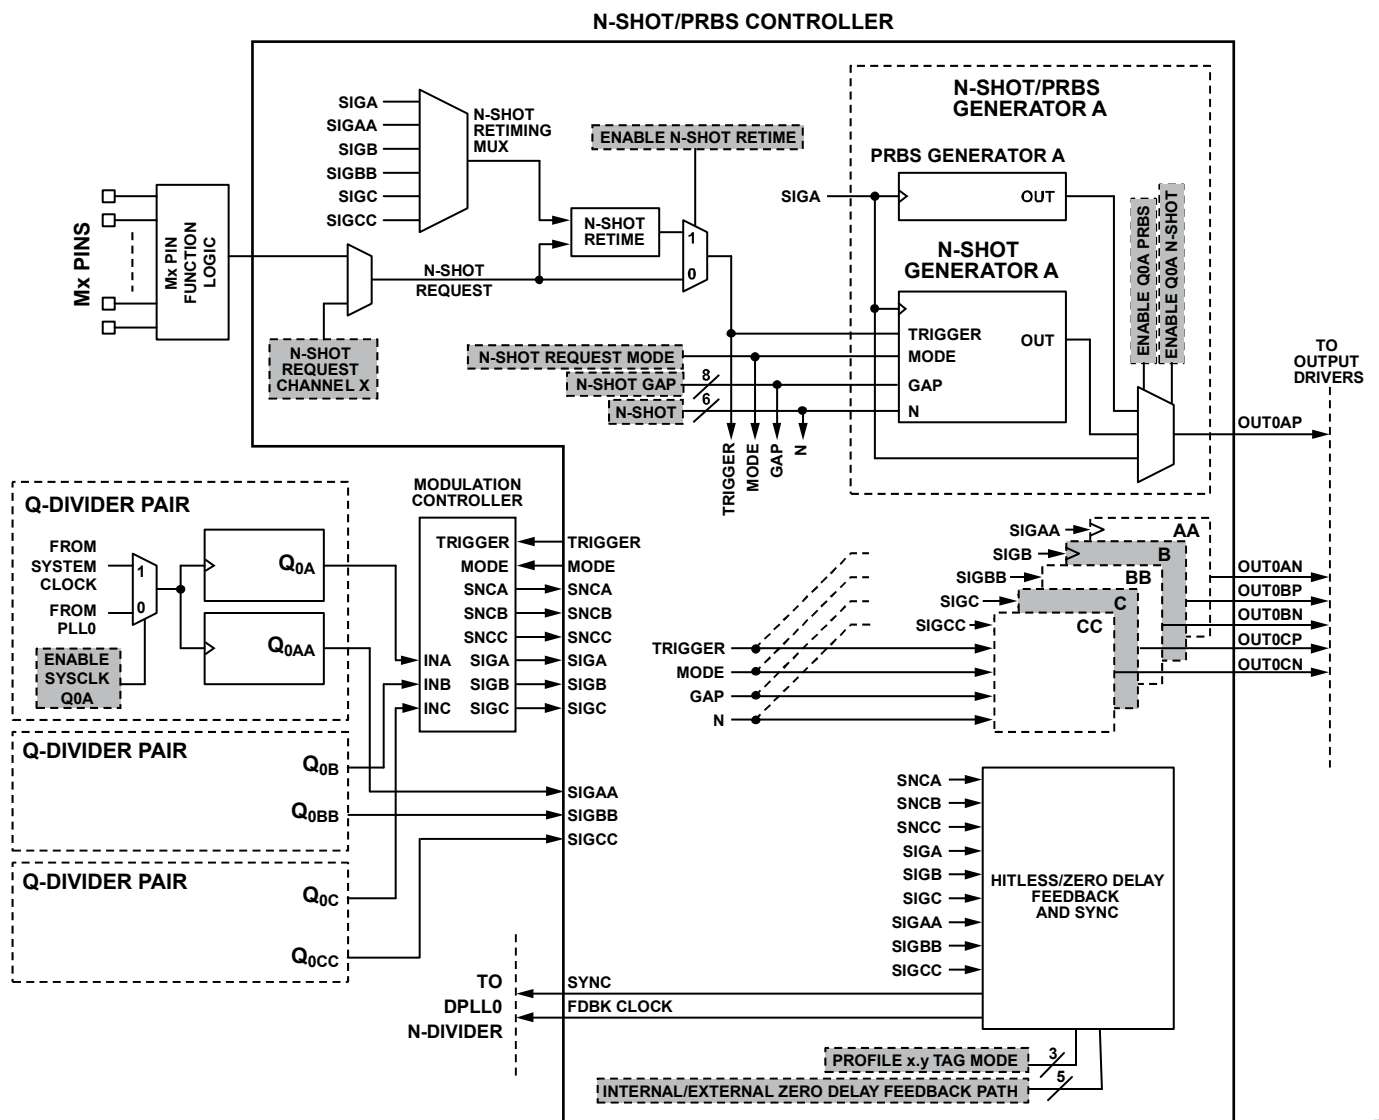 N-SHOT/PRBS CONTROLLER
SIGA
SIGAA
SIGB
SIGBB
SIGC
SIGCC
N-SHOT
RETIMING
MUX
ENABLE N-SHOT RETIME
N-SHOT
RETIME
1
0
Mx PINS
Mx PIN
FUNCTION
LOGIC
N-SHOT
REQUEST
N-SHOT
REQUEST
CHANNEL X
N-SHOT/PRBS
GENERATOR A
PRBS GENERATOR A
SIGA
OUT
N-SHOT
GENERATOR A
TRIGGER
MODE
GAP
N
OUT
ENABLE Q0A PRBS
ENABLE Q0A N-SHOT
N-SHOT REQUEST MODE
N-SHOT GAP
8
N-SHOT
6
TRIGGER
MODE
GAP
N
TO
OUTPUT
DRIVERS
OUT0AP
Q-DIVIDER PAIR
FROM
SYSTEM
CLOCK
FROM
PLL0
1
0
ENABLE
SYSCLK
Q0A
Q0A
Q0AA
MODULATION
CONTROLLER
TRIGGER
MODE
SNCA
SNCB
SNCC
INA SIGA
INB SIGB
INC SIGC
TRIGGER
MODE
SNCA
SNCB
SNCC
SIGA
SIGB
SIGC
SIGAA
SIGBB
SIGCC
Q-DIVIDER PAIR
Q0B
Q0BB
Q-DIVIDER PAIR
Q0C
Q0CC
SIGAA
SIGB
SIGBB
SIGC
SIGCC
AA
B
BB
C
CC
TRIGGER
MODE
GAP
N
OUT0AN
OUT0BP
OUT0BN
OUT0CP
OUT0CN
SNCA
SNCB
SNCC
SIGA
SIGB
SIGC
SIGAA
SIGBB
SIGCC
HITLESS/ZERO DELAY
FEEDBACK
AND SYNC
TO
DPLL0
N-DIVIDER
SYNC
FDBK CLOCK
PROFILE x.y TAG MODE
3
INTERNAL/EXTERNAL ZERO DELAY FEEDBACK PATH
5